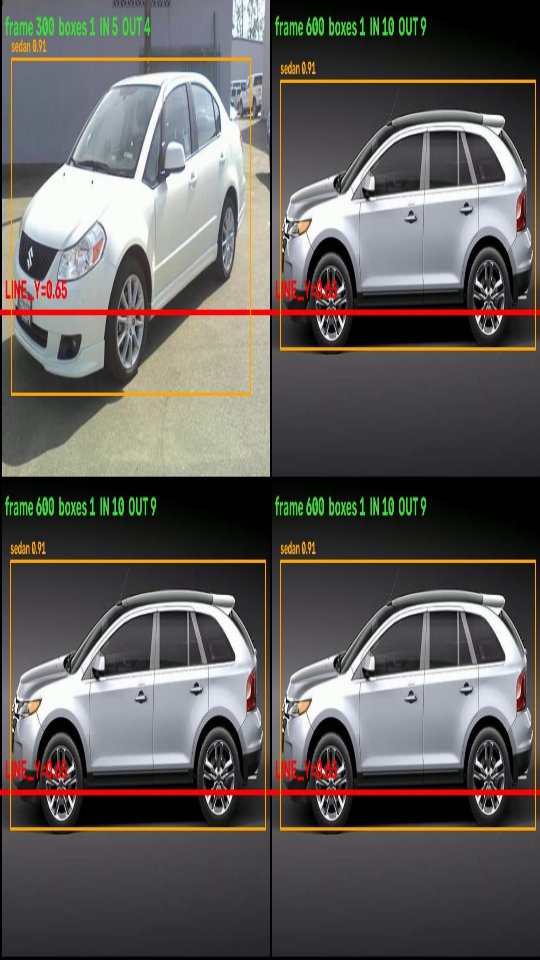 frame 300 boxes 1 IN 5 OUT 4
sedan 0.91
LINE_Y=0.65
frame 600 boxes 1 IN 10 OUT 9
sedan 0.91
LINE_Y=0.65
frame 600 boxes 1 IN 10 OUT 9
sedan 0.91
LINE_Y=0.65
frame 600 boxes 1 IN 10 OUT 9
sedan 0.91
LINE_Y=0.65